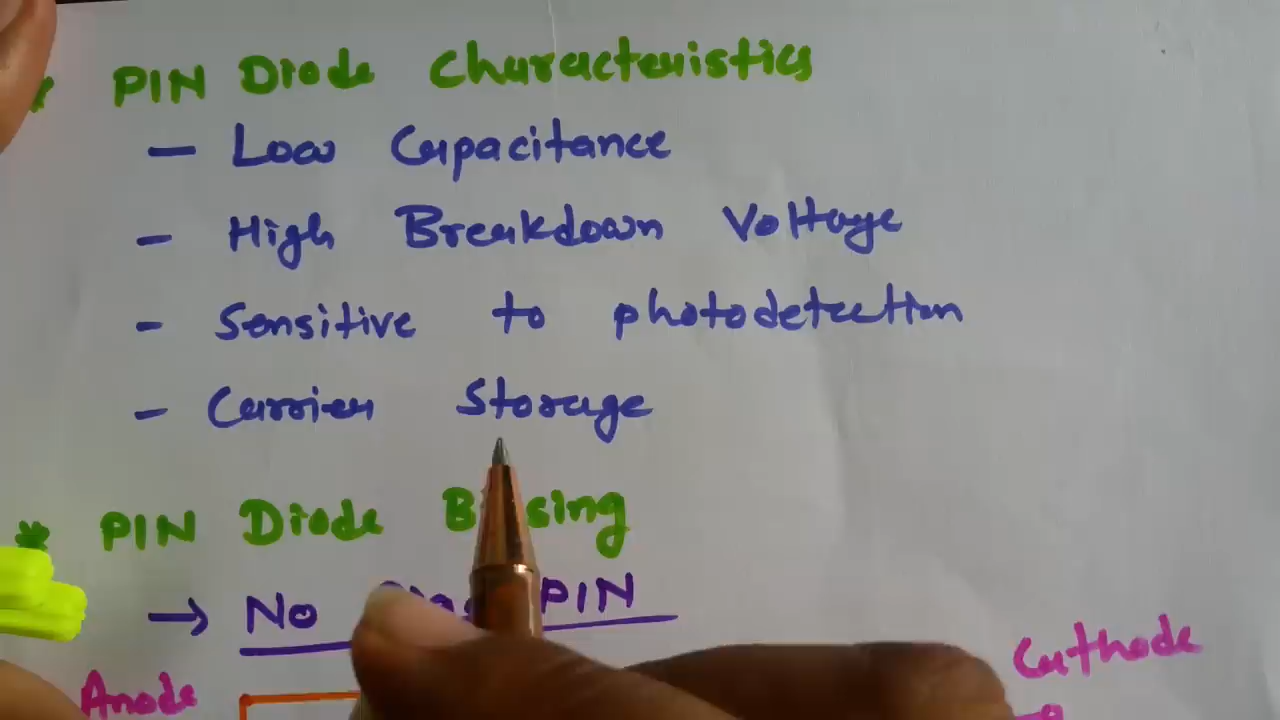 * PIN Diode Characteristics
- Low Capacitance
- High Breakdown Voltage
- Sensitive to photodetection
- Carrier Storage
* PIN Diode Biasing
→ No PIN
Cathode
Anode